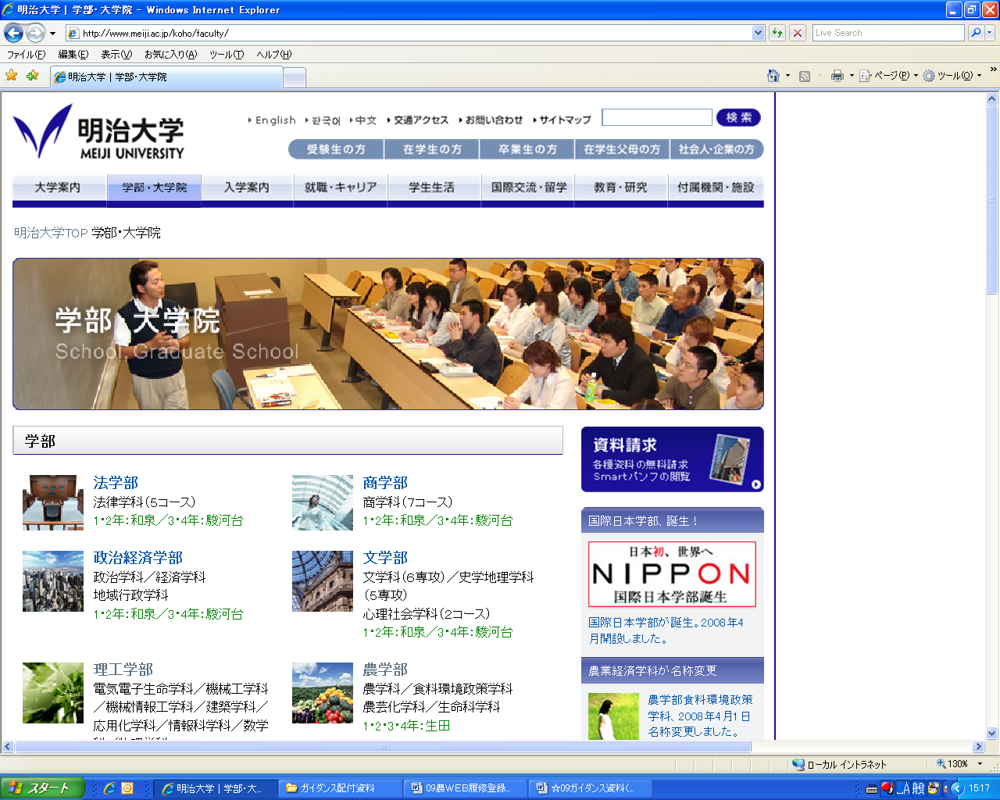 明治大学 | 学部・大学院 - Windows Internet Explorer
http://www.meiji.ac.jp/koho/faculty/
Live Search
ファイル(F) 編集(E) 表示(V) お気に入り(A) ツール(T) ヘルプ(H)
明治大学 | 学部・大学院
ページ(P) ツール(O)
明治大学
MEIJI UNIVERSITY
English 한국어 中文 交通アクセス お問い合わせ サイトマップ 検索
受験生の方 在学生の方 卒業生の方 在学生父母の方 社会人・企業の方
大学案内 学部・大学院 入学案内 就職・キャリア 学生生活 国際交流・留学 教育・研究 付属機関・施設
明治大学TOP 学部・大学院
学部・大学院
School, Graduate School
学部
法学部
法律学科(5コース)
1・2年:和泉/3・4年:駿河台
商学部
商学科(7コース)
1・2年:和泉/3・4年:駿河台
政治経済学部
政治学科/経済学科
地域行政学科
1・2年:和泉/3・4年:駿河台
文学部
文学科(6専攻)/史学地理学科
(5専攻)
心理社会学科(2コース)
1・2年:和泉/3・4年:駿河台
理工学部
電気電子生命学科/機械工学科
/機械情報工学科/建築学科/
応用化学科/情報科学科/数学
科/物理学科
農学部
農学科/食料環境政策学科
農芸化学科/生命科学科
1・2・3・4年:生田
資料請求
各種資料の無料請求
Smartパンフの閲覧
国際日本学部、誕生!
日本初、世界へ
NIPPON
国際日本学部誕生
国際日本学部が誕生。2008年4
月開設しました。
農業経済学科が名称変更
農学部食料環境政策
学科、2008年4月1日
名称変更しました。
ローカル イントラネット 130%
スタート 明治大学 | 学部・大... ガイダンス配付資料 09農WEB履修登録... ☆09ガイダンス資料(... A 般 15:17